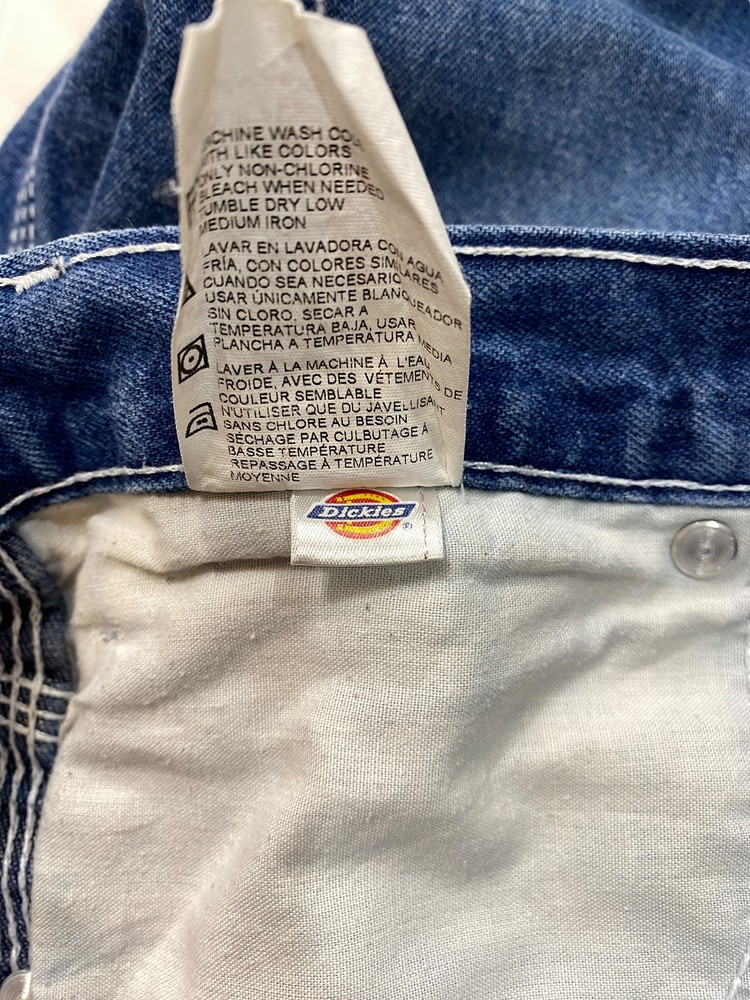 CHINE WASH COL
ITH LIKE COLORS
ONLY NON-CHLORINE
BLEACH WHEN NEEDED
TUMBLE DRY LOW
MEDIUM IRON
LAVAR EN LAVADORA CON AGUA
FRÍA, CON COLORES SIMILARES
CUANDO SEA NECESARIO
USAR ÚNICAMENTE BLANQUEADOR
SIN CLORO. SECAR A
TEMPERATURA BAJA, USAR
PLANCHA A TEMPERATURA MEDIA
LAVER À LA MACHINE À L'EAU
FROIDE, AVEC DES VÉTEMENTS DE
COULEUR SEMBLABLE
N'UTILISER QUE DU JAVELLISANT
SANS CHLORE AU BESOIN
SÉCHAGE PAR CULBUTAGE À
BASSE TEMPÉRATURE
REPASSAGE À TEMPÉRATURE
MOYENNE
Dickies®